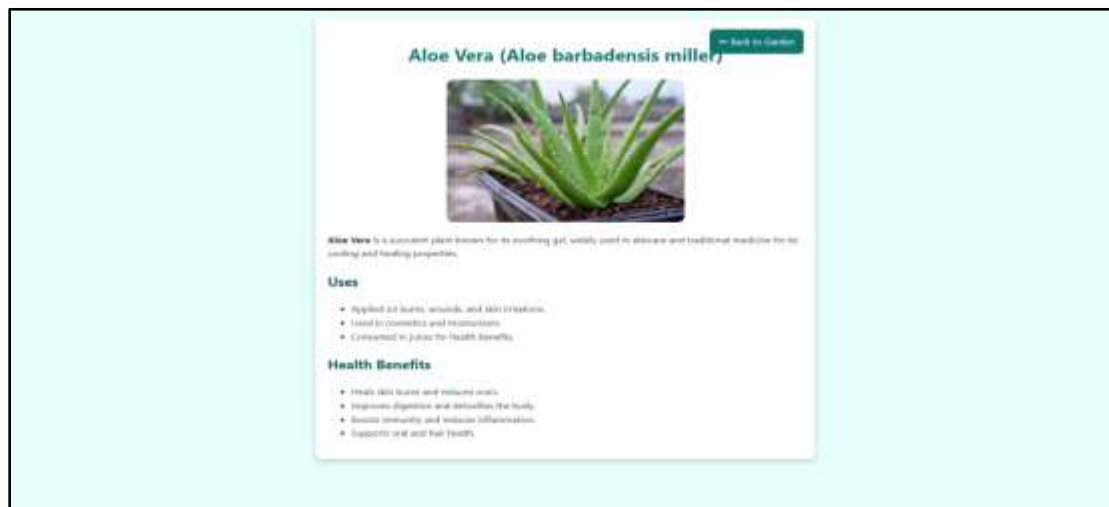 ← Back to Garden
Aloe Vera (Aloe barbadensis miller)
Aloe Vera is a succulent plant known for its soothing gel, widely used in skincare and traditional medicine for its
cooling and healing properties.
Uses
• Applied on burns, wounds, and skin irritations.
• Used in cosmetics and moisturizers.
• Consumed in juices for health benefits.
Health Benefits
• Heals skin burns and reduces scars.
• Improves digestion and detoxifies the body.
• Boosts immunity and reduces inflammation.
• Supports oral and hair health.